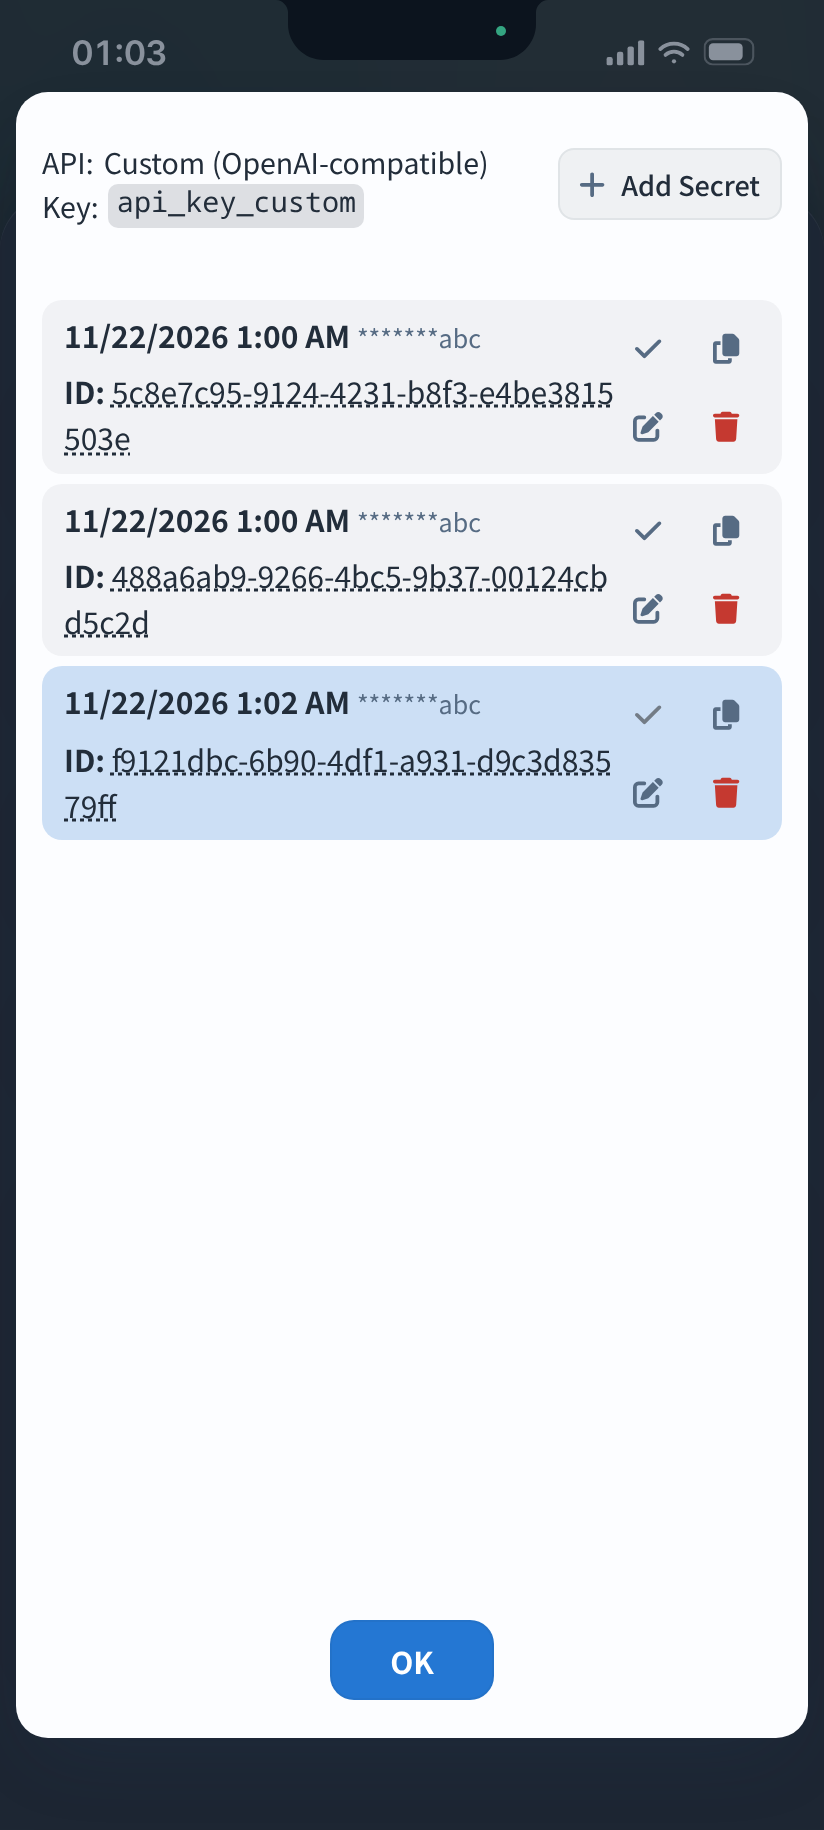 01:03
API: Custom (OpenAI-compatible)
Key: api_key_custom
Add Secret
11/22/2026 1:00 AM *******abc
ID: 5c8e7c95-9124-4231-b8f3-e4be3815
503e
11/22/2026 1:00 AM *******abc
ID: 488a6ab9-9266-4bc5-9b37-00124cb
d5c2d
11/22/2026 1:02 AM *******abc
ID: f9121dbc-6b90-4df1-a931-d9c3d835
79ff
OK